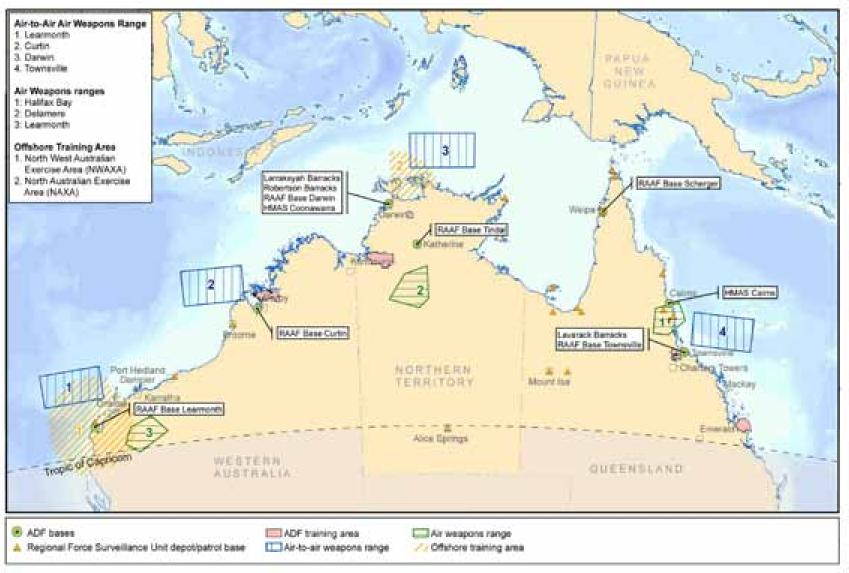 Air-to-Air Air Weapons Range
1. Learmonth
2. Curtin
3. Darwin
4. Townsville
Air Weapons ranges
1: Halifax Bay
2: Delamere
3: Learmonth
Offshore Training Area
1. North West Australian
Exercise Area (NWAXA)
2. North Australian Exercise
Area (NAXA)
PAPUA
NEW
GUINEA
INDONES
3
Larrakeyah Barracks
Robertson Barracks
RAAF Base Darwin
HMAS Coonawarra
Darwin
RAAF Base Scherger
Weipa
RAAF Base Tindal
Katherine
2
2
Cairns
HMAS Cairns
1
4
Broome
RAAF Base Curtin
Lavarack Barracks
RAAF Base Townsville
Townsville
Charters Towers
Port Hedland
Dampier
Karratha
1
NORTHERN
TERRITORY
Mount Isa
Mackay
RAAF Base Learmonth
1
3
Emerald
Alice Springs
Tropic of Capricorn
WESTERN
AUSTRALIA
QUEENSLAND
ADF bases
Regional Force Surveillance Unit depot/patrol base
ADF training area
Air-to-air weapons range
Air weapons range
Offshore training area